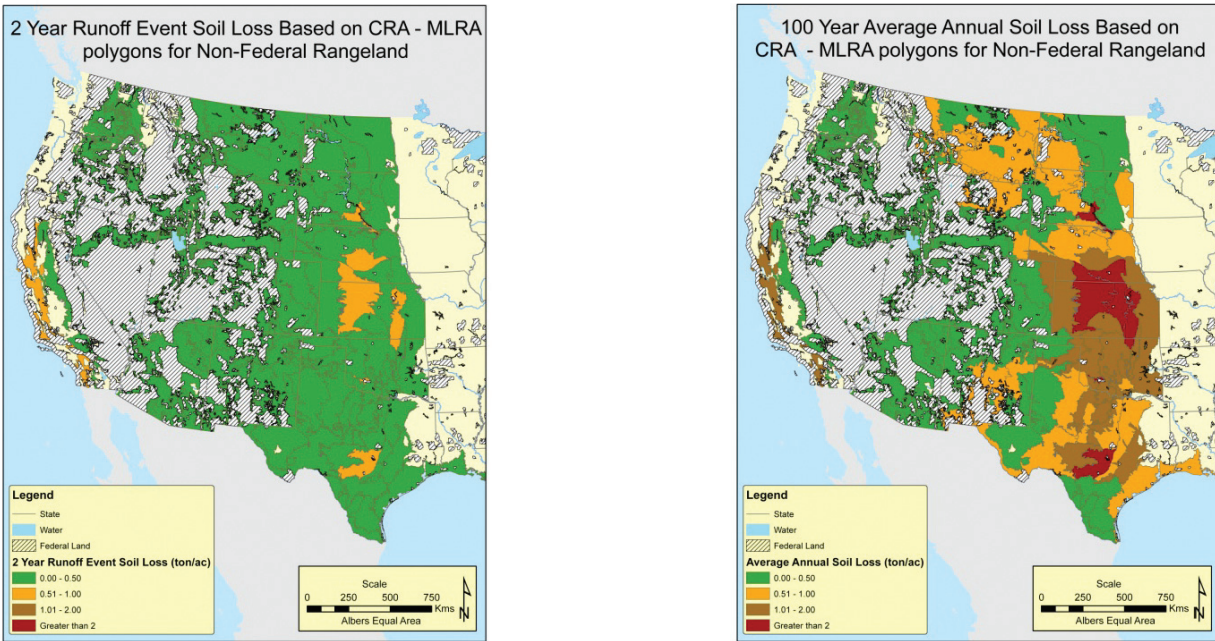 2 Year Runoff Event Soil Loss Based on CRA - MLRA
polygons for Non-Federal Rangeland
Legend
State
Water
Federal Land
2 Year Runoff Event Soil Loss (ton/ac)
0.00 - 0.50
0.51 - 1.00
1.01 - 2.00
Greater than 2
Scale
0 250 500 750
Kms
Albers Equal Area
N
100 Year Average Annual Soil Loss Based on
CRA - MLRA polygons for Non-Federal Rangeland
Legend
State
Water
Federal Land
Average Annual Soil Loss (ton/ac)
0.00 - 0.50
0.51 - 1.00
1.01 - 2.00
Greater than 2
Scale
0 250 500 750
Kms
Albers Equal Area
N